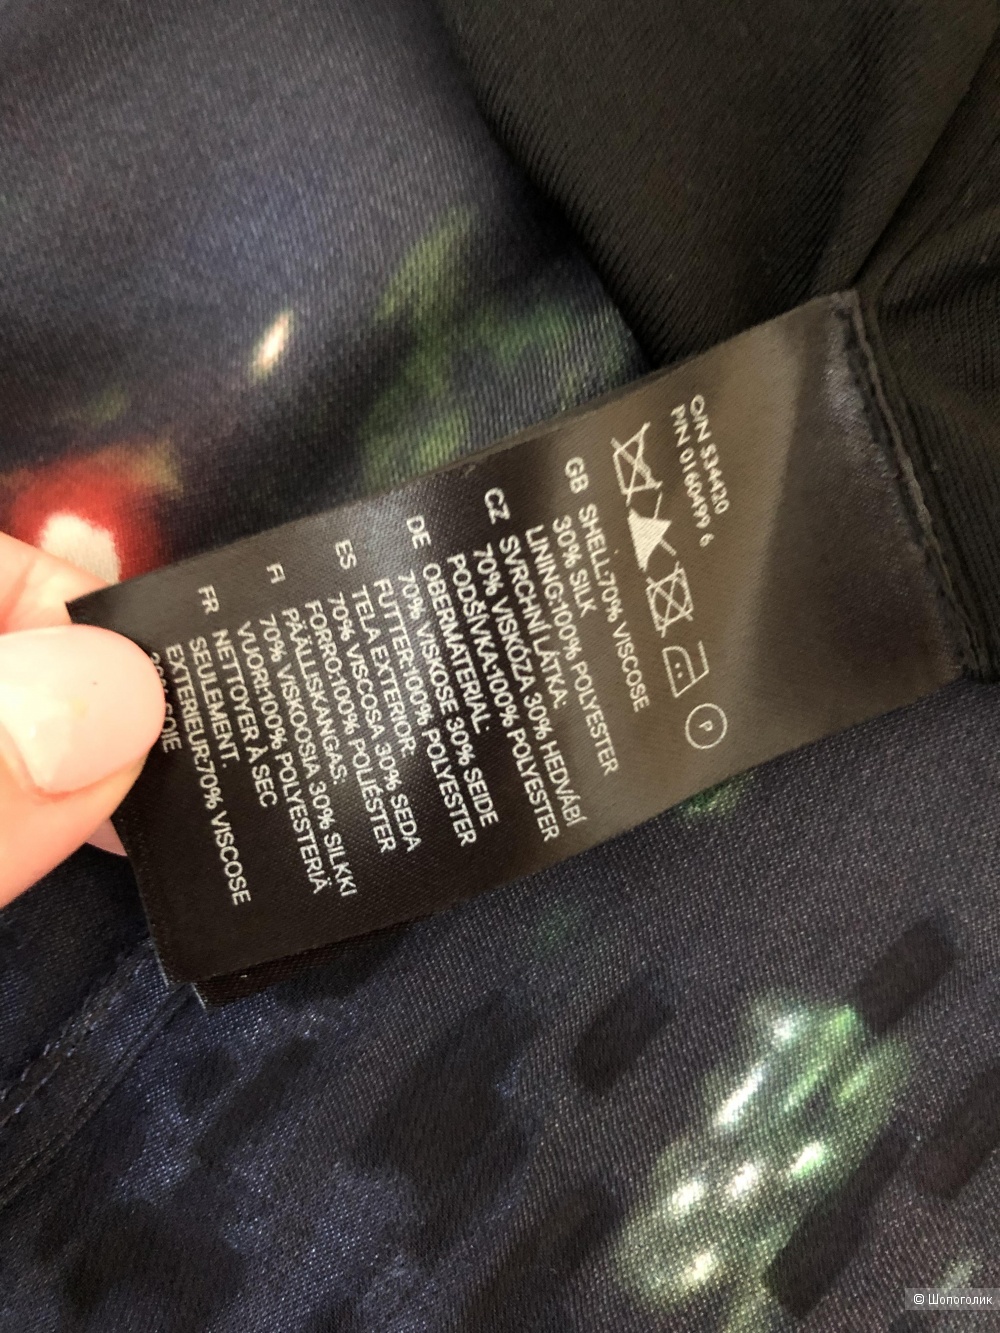 O/N 534420
P/N 0160499 6
P
GB SHELL:70% VISCOSE
30% SILK
LINING:100% POLYESTER
CZ SVRCHNÍ LÁTKA:
70% VISKÓZA 30% HEDVÁBÍ
PODŠÍVKA:100% POLYESTER
DE OBERMATERIAL:
70% VISKOSE 30% SEIDE
FUTTER:100% POLYESTER
ES TEJA EXTERIOR:
70% VISCOSA 30% SEDA
FORRO:100% POLIÉSTER
FI PÄÄLLISKANGAS:
70% VISKOOSIA 30% SILKKI
VUORI:100% POLYESTERIÄ
FR NETTOYER À SEC
SEULEMENT.
EXTÉRIEUR:70% VISCOSE
© Шопоголик